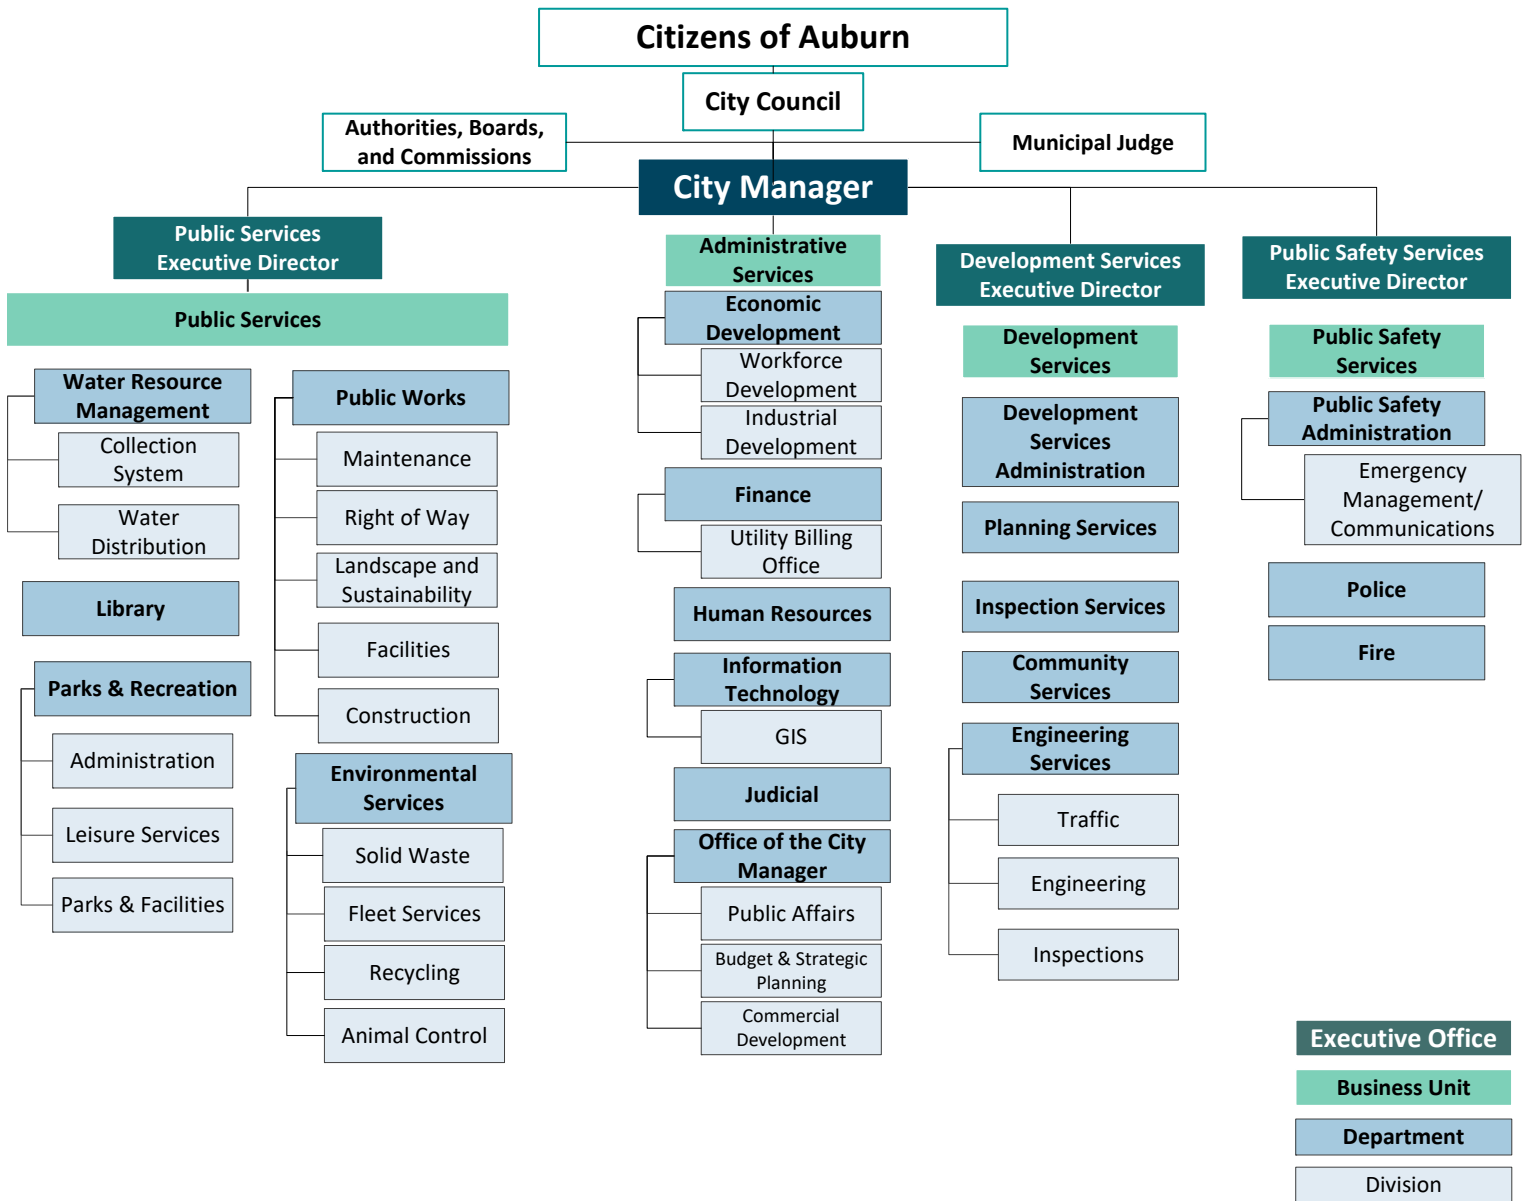 Citizens of Auburn
City Council
Authorities, Boards,
and Commissions
Municipal Judge
City Manager
Public Services
Executive Director
Public Services
Water Resource
Management
Collection
System
Water
Distribution
Library
Parks & Recreation
Administration
Leisure Services
Parks & Facilities
Public Works
Maintenance
Right of Way
Landscape and
Sustainability
Facilities
Construction
Environmental
Services
Solid Waste
Fleet Services
Recycling
Animal Control
Administrative
Services
Economic
Development
Workforce
Development
Industrial
Development
Finance
Utility Billing
Office
Human Resources
Information
Technology
GIS
Judicial
Office of the City
Manager
Public Affairs
Budget & Strategic
Planning
Commercial
Development
Development Services
Executive Director
Development
Services
Development
Services
Administration
Planning Services
Inspection Services
Community
Services
Engineering
Services
Traffic
Engineering
Inspections
Public Safety Services
Executive Director
Public Safety
Services
Public Safety
Administration
Emergency
Management/
Communications
Police
Fire
Executive Office
Business Unit
Department
Division